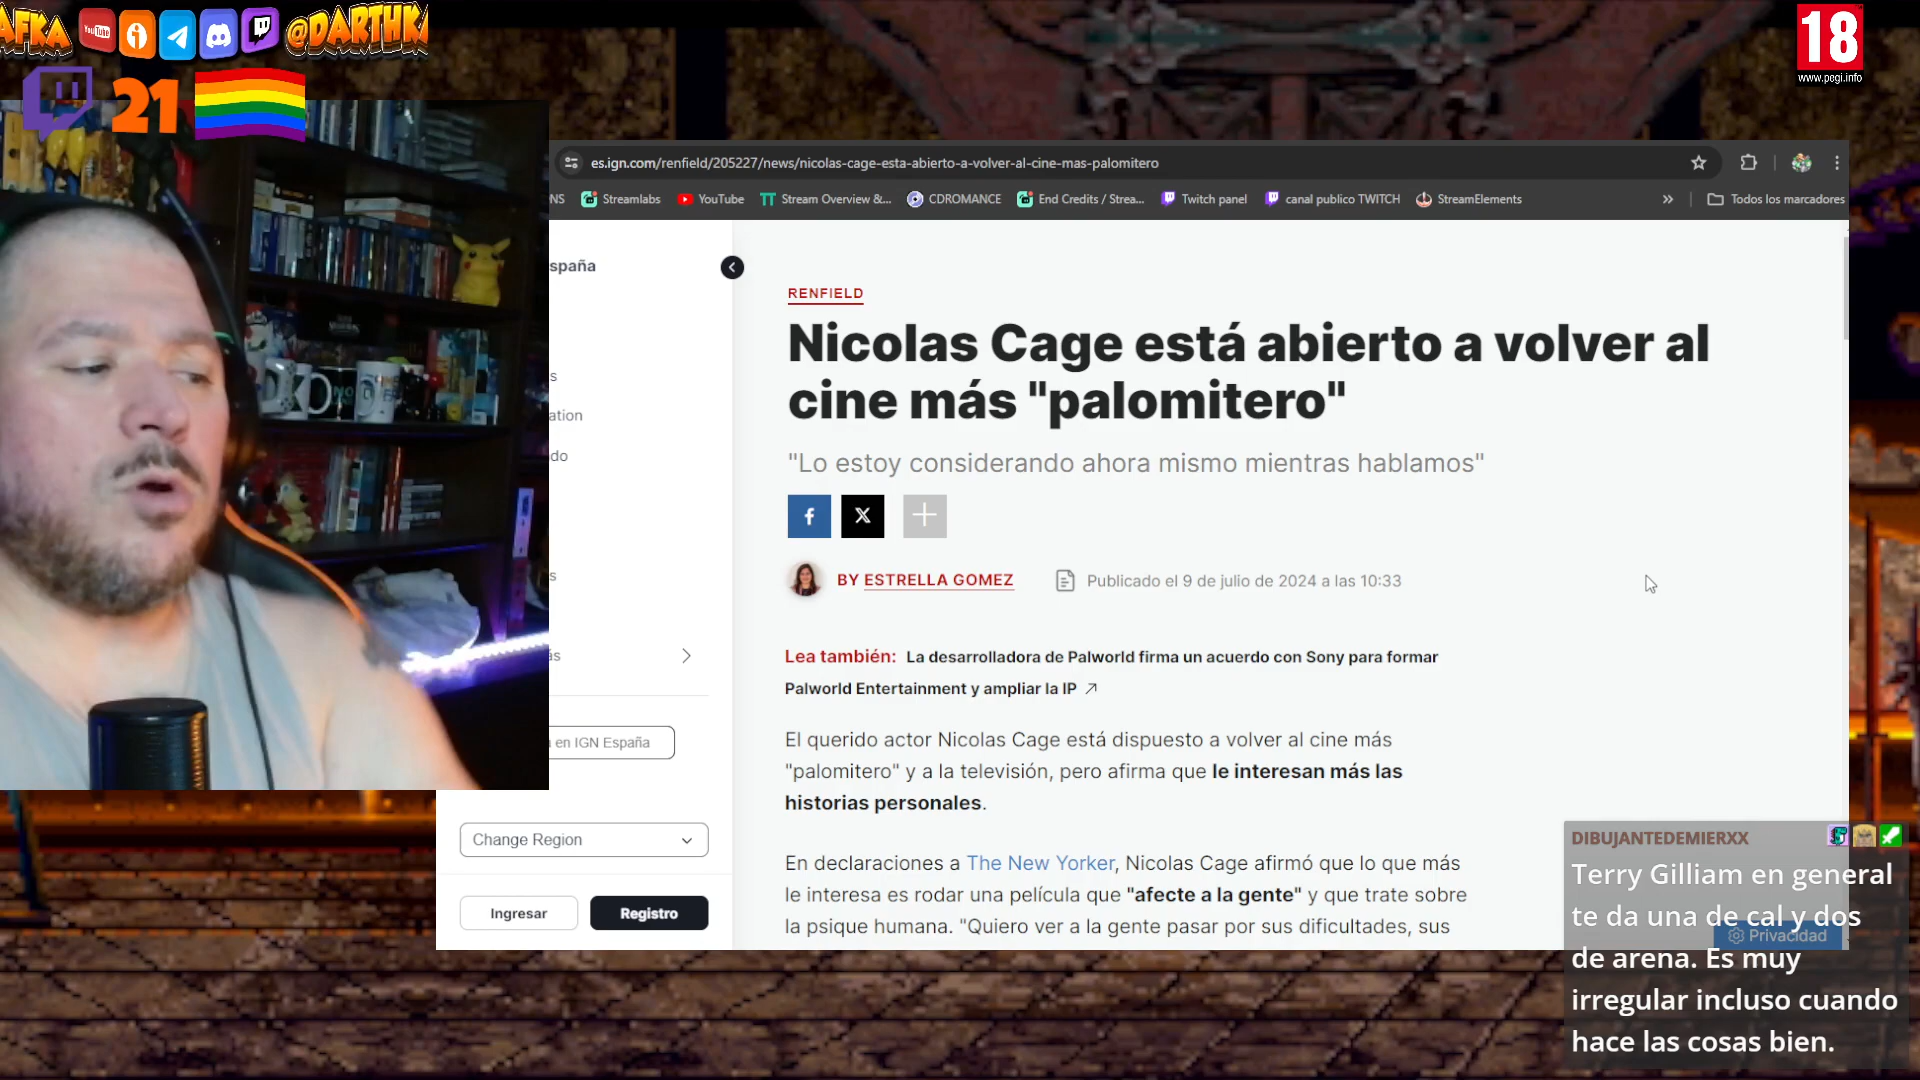 AFKA
YouTube
@DARTHKA
21
18
www.pegi.info
es.ign.com/renfield/205227/news/nicolas-cage-esta-abierto-a-volver-al-cine-mas-palomitero
NS
Streamlabs
YouTube
Stream Overview &...
CDROMANCE
End Credits / Strea...
Twitch panel
canal publico TWITCH
StreamElements
»
Todos los marcadores
spaña
s
ation
do
s
ás
en IGN España
Change Region
Ingresar
Registro
RENFIELD
Nicolas Cage está abierto a volver al
cine más "palomitero"
"Lo estoy considerando ahora mismo mientras hablamos"
BY ESTRELLA GOMEZ
Publicado el 9 de julio de 2024 a las 10:33
Lea también: La desarrolladora de Palworld firma un acuerdo con Sony para formar
Palworld Entertainment y ampliar la IP
El querido actor Nicolas Cage está dispuesto a volver al cine más
"palomitero" y a la televisión, pero afirma que le interesan más las
historias personales.
En declaraciones a The New Yorker, Nicolas Cage afirmó que lo que más
le interesa es rodar una película que "afecte a la gente" y que trate sobre
la psique humana. "Quiero ver a la gente pasar por sus dificultades, sus
Privacidad
DIBUJANTEDEMIERXX
Terry Gilliam en general
te da una de cal y dos
de arena. Es muy
irregular incluso cuando
hace las cosas bien.